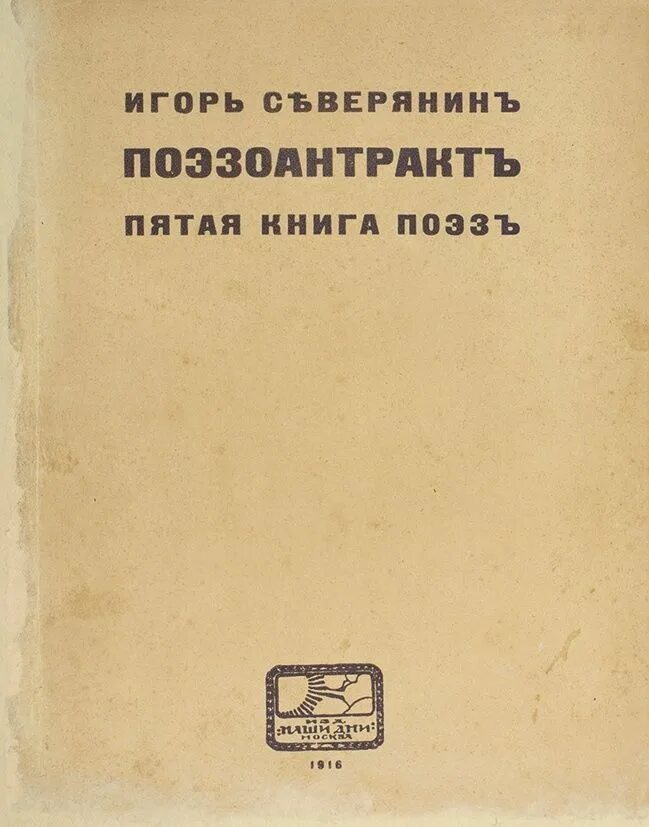 ИГОРЬ СѢВЕРЯНИНЪ
ПОЭЗОАНТРАКТЪ
ПЯТАЯ КНИГА ПОЭЗЪ
ИЗД.
"НАШИ ДНИ"
МОСКВА
1916